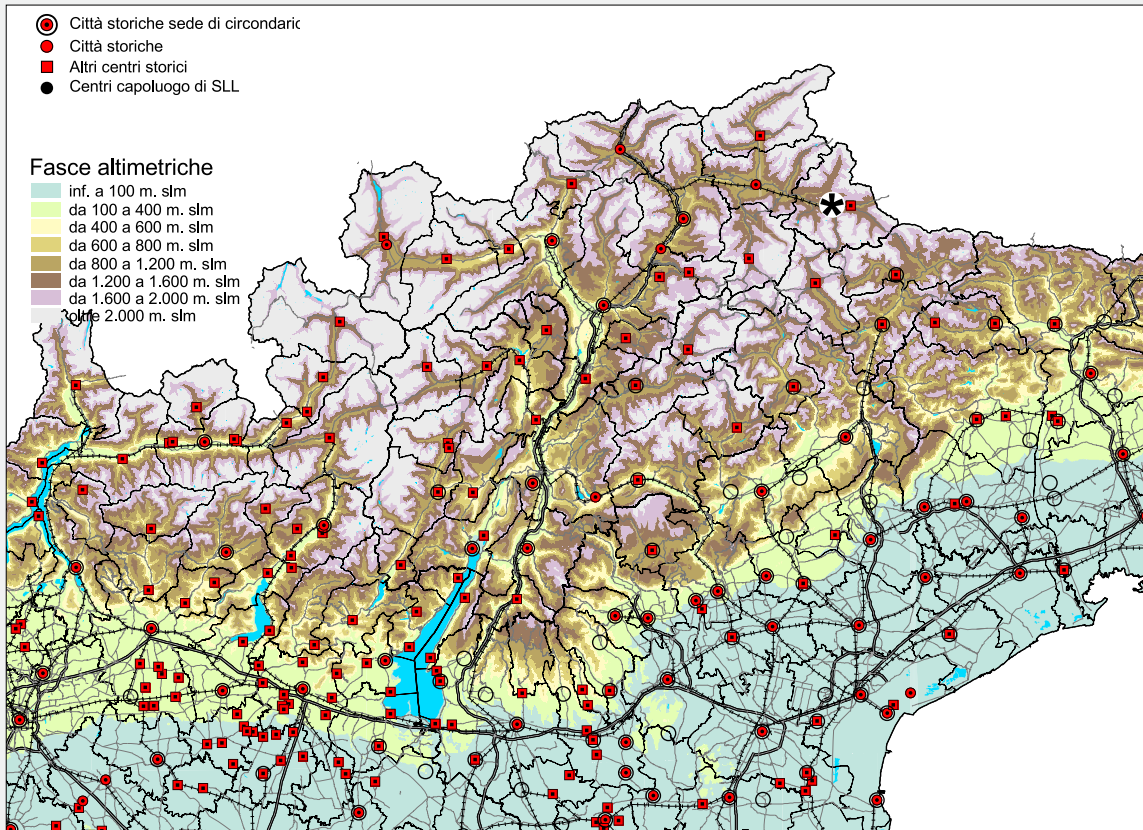 Città storiche sede di circondaric
Città storiche
Altri centri storici
Centri capoluogo di SLL
Fasce altimetriche
inf. a 100 m. slm
da 100 a 400 m. slm
da 400 a 600 m. slm
da 600 a 800 m. slm
da 800 a 1.200 m. slm
da 1.200 a 1.600 m. slm
da 1.600 a 2.000 m. slm
oltre 2.000 m. slm
*